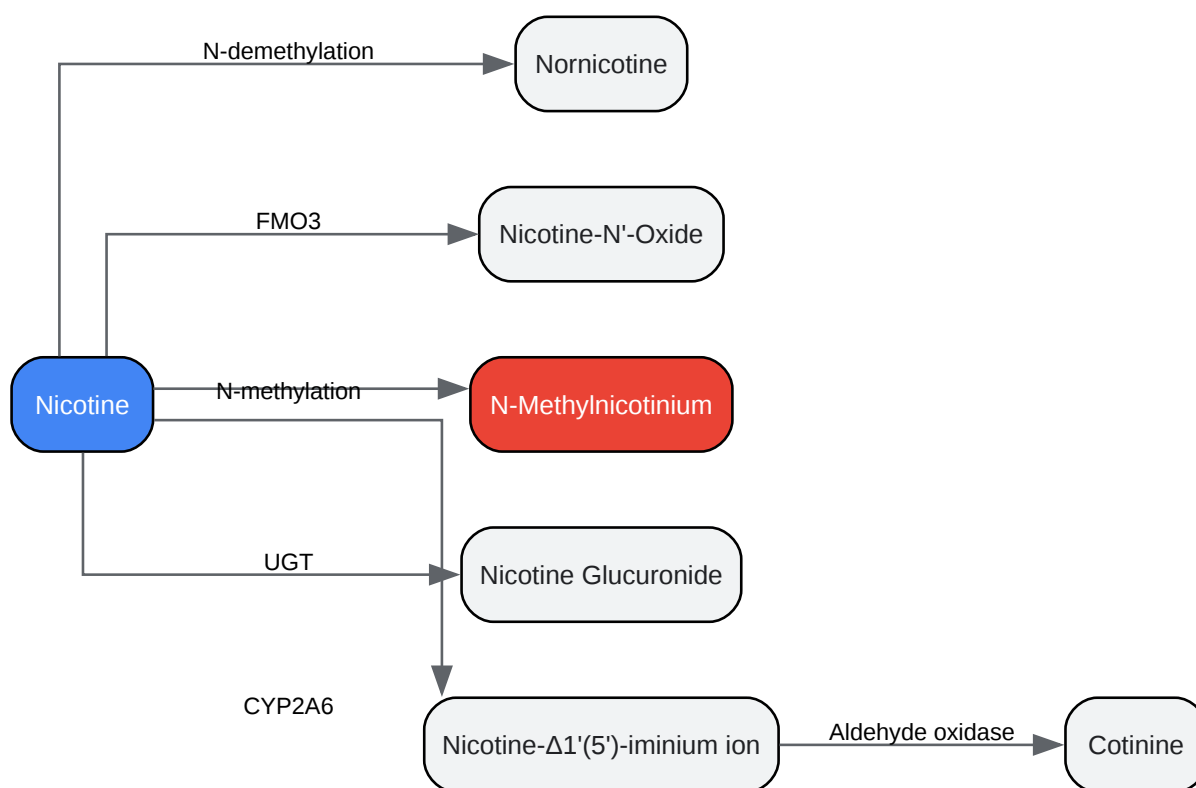 N-demethylation
Nornicotine
FMO3
Nicotine-N'-Oxide
Nicotine
N-methylation
N-Methylnicotinium
UGT
Nicotine Glucuronide
CYP2A6
Nicotine-Δ1'(5')-iminium ion
Aldehyde oxidase
Cotinine